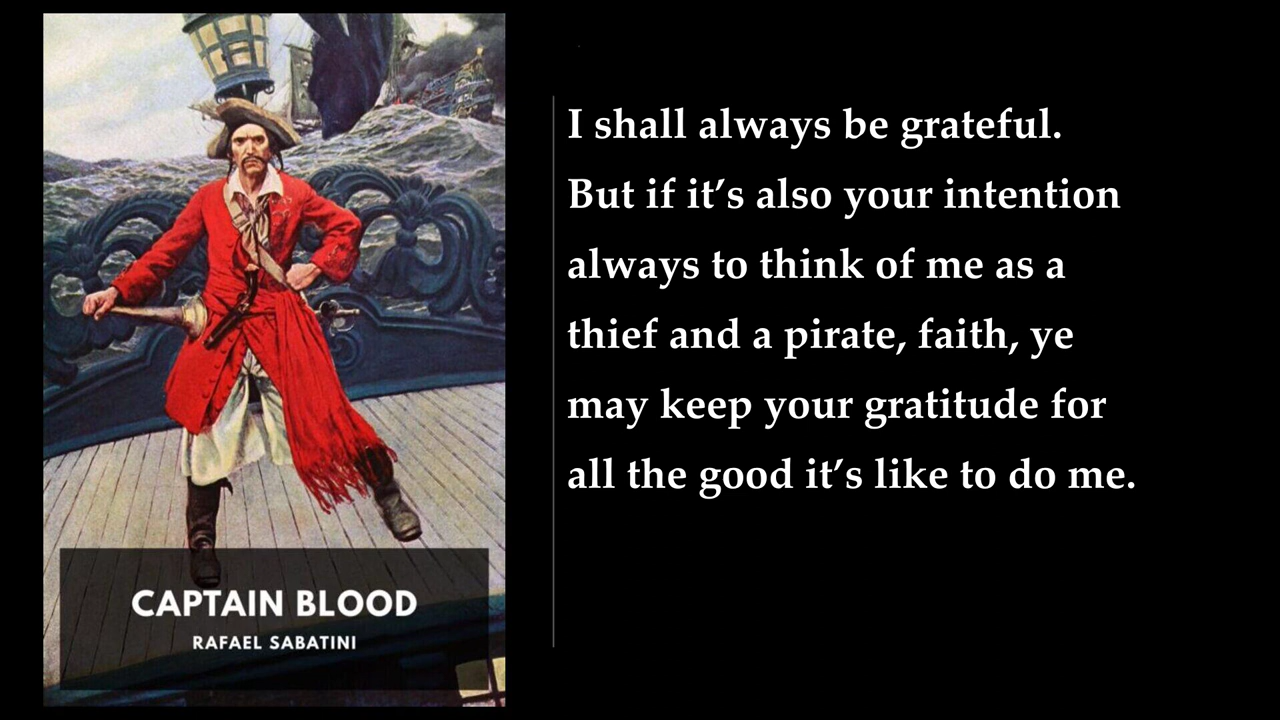 CAPTAIN BLOOD
RAFAEL SABATINI
I shall always be grateful.
But if it’s also your intention
always to think of me as a
thief and a pirate, faith, ye
may keep your gratitude for
all the good it’s like to do me.